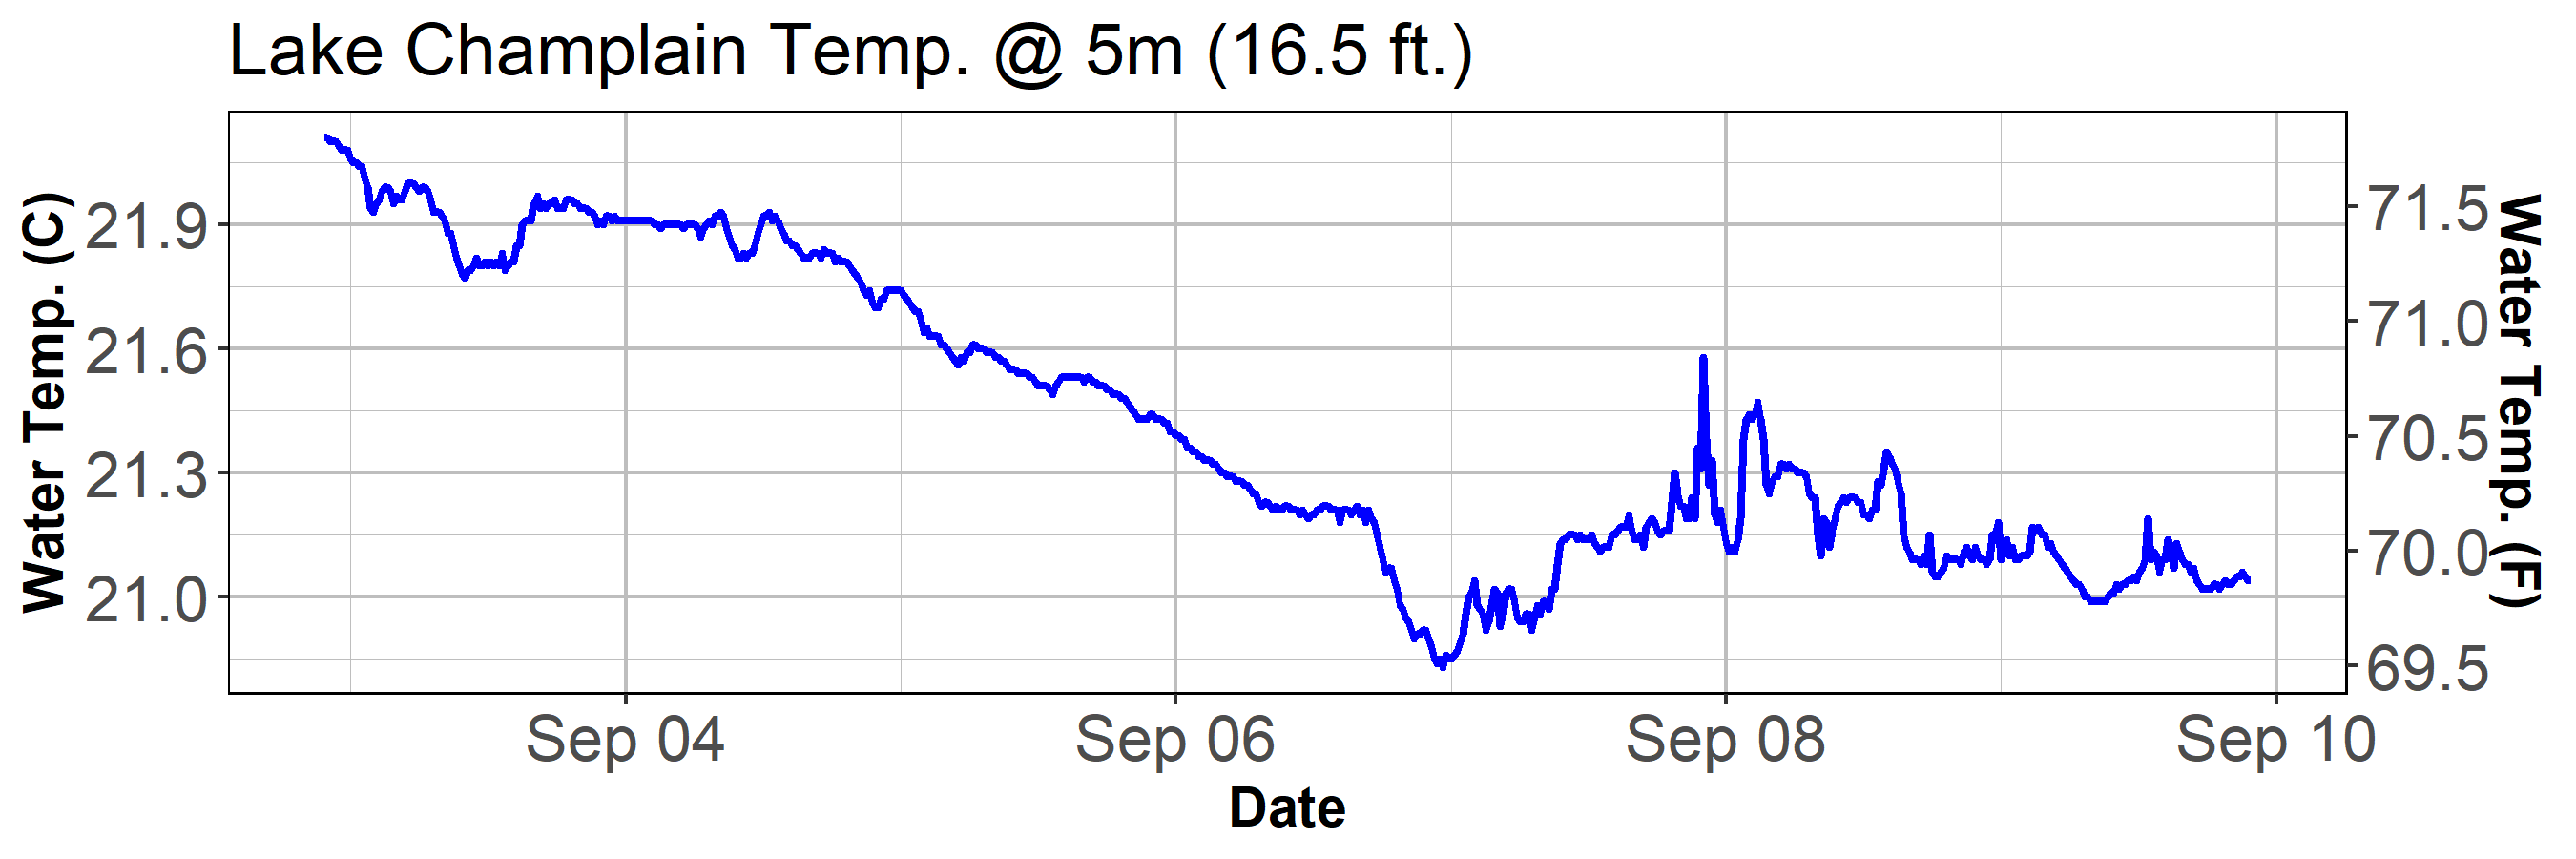 Lake Champlain Temp. @ 5m (16.5 ft.)
Water Temp. (C)
21.9
21.6
21.3
21.0
71.5
71.0
70.5
70.0
69.5
Water Temp. (F)
Sep 04 Sep 06 Sep 08 Sep 10
Date